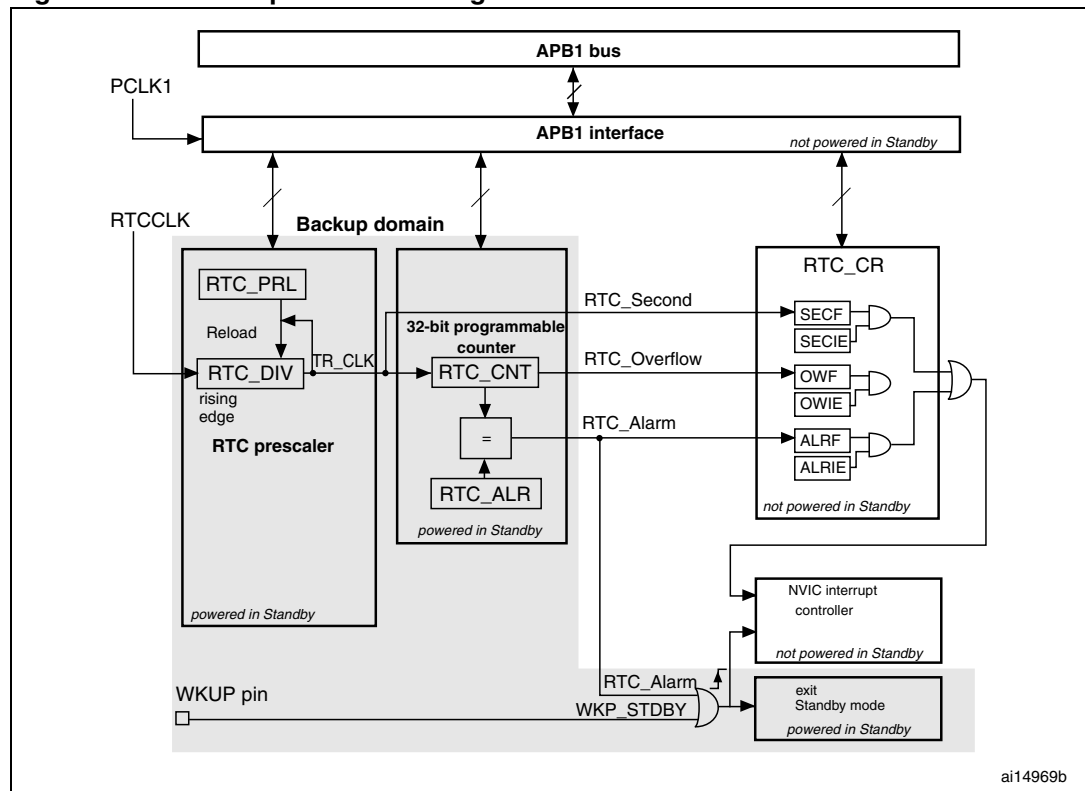 APB1 bus
PCLK1
APB1 interface
not powered in Standby
RTCCLK
Backup domain
RTC_PRL
Reload
RTC_DIV
TR_CLK
rising
edge
RTC prescaler
powered in Standby
32-bit programmable
counter
RTC_CNT
=
RTC_ALR
powered in Standby
RTC_Second
RTC_Overflow
RTC_Alarm
RTC_CR
SECF
SECIE
OWF
OWIE
ALRF
ALRIE
not powered in Standby
NVIC interrupt
controller
not powered in Standby
WKUP pin
RTC_Alarm
WKP_STDBY
exit
Standby mode
powered in Standby
ai14969b